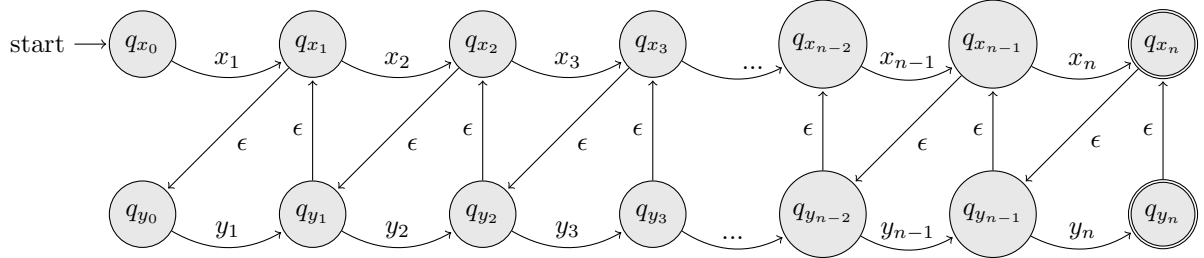 start q_{x_0} q_{x_1} q_{x_2} q_{x_3} q_{x_{n-2}} q_{x_{n-1}} q_{x_n}
x_1 x_2 x_3 ... x_{n-1} x_n
ϵ ϵ ϵ ϵ ϵ ϵ ϵ ϵ ϵ ϵ ϵ
q_{y_0} q_{y_1} q_{y_2} q_{y_3} q_{y_{n-2}} q_{y_{n-1}} q_{y_n}
y_1 y_2 y_3 ... y_{n-1} y_n